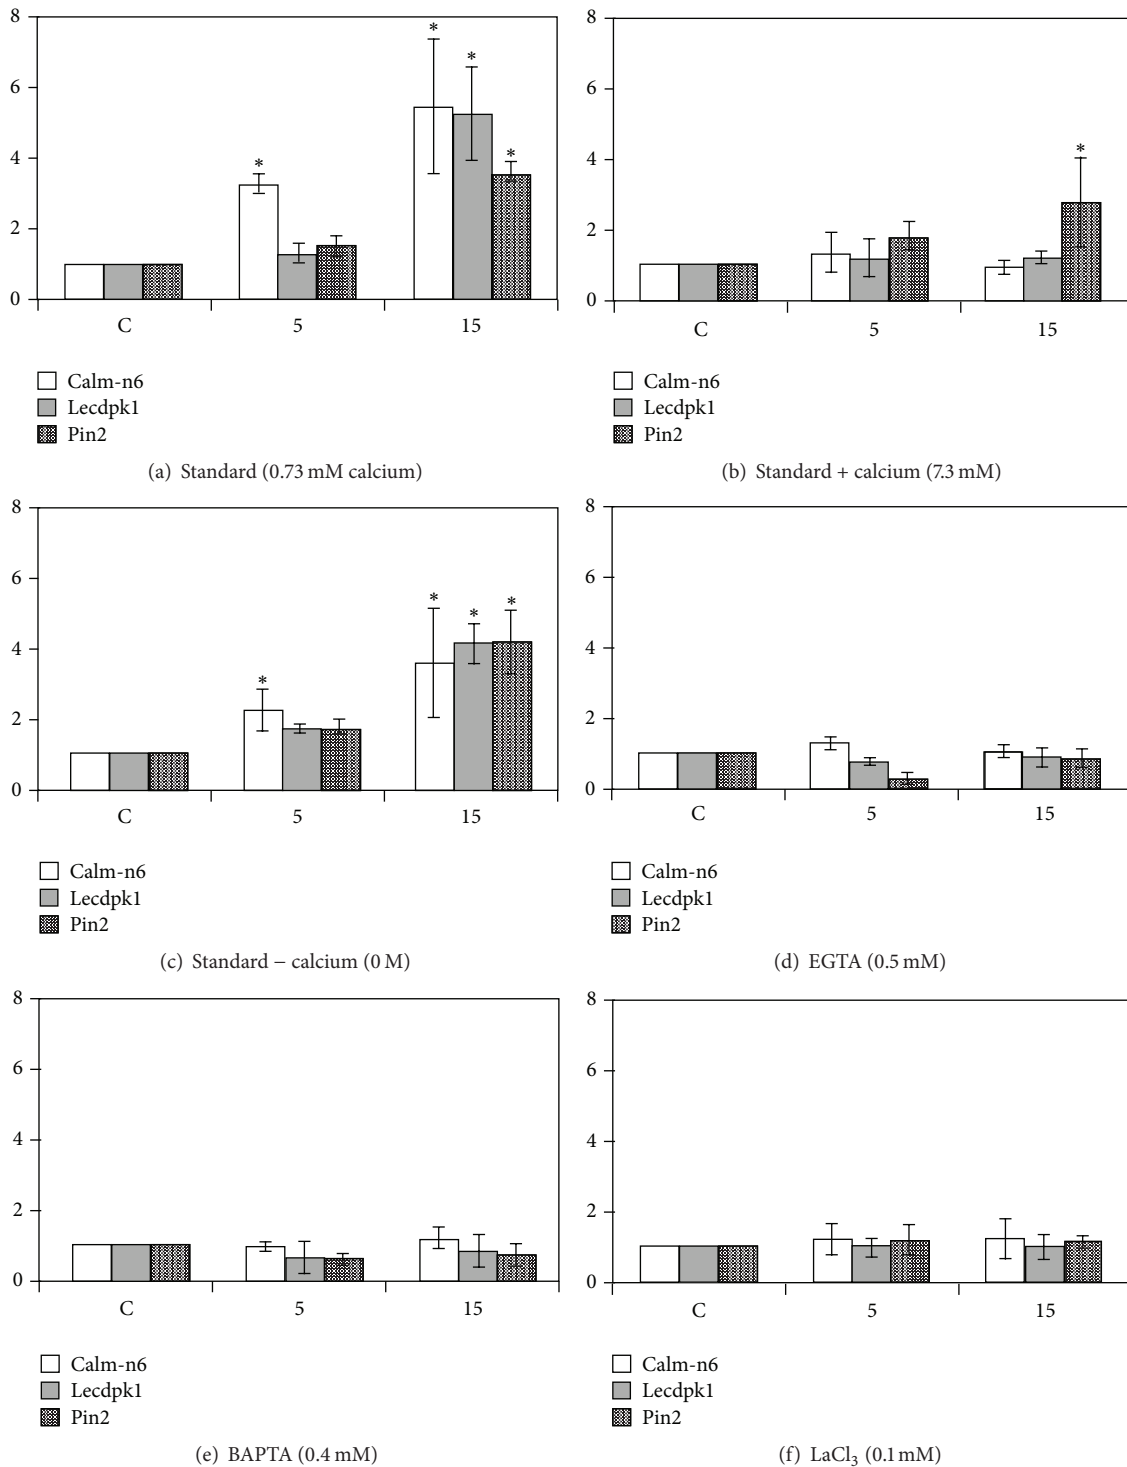 8
6
4
2
0
* * * *
C 5 15
Calm-n6
Lecdpk1
Pin2
(a) Standard (0.73 mM calcium)
8
6
4
2
0
*
C 5 15
Calm-n6
Lecdpk1
Pin2
(b) Standard + calcium (7.3 mM)
8
6
4
2
0
* * * *
C 5 15
Calm-n6
Lecdpk1
Pin2
(c) Standard − calcium (0 M)
8
6
4
2
0
C 5 15
Calm-n6
Lecdpk1
Pin2
(d) EGTA (0.5 mM)
8
6
4
2
0
C 5 15
Calm-n6
Lecdpk1
Pin2
(e) BAPTA (0.4 mM)
8
6
4
2
0
C 5 15
Calm-n6
Lecdpk1
Pin2
(f) LaCl₃ (0.1 mM)